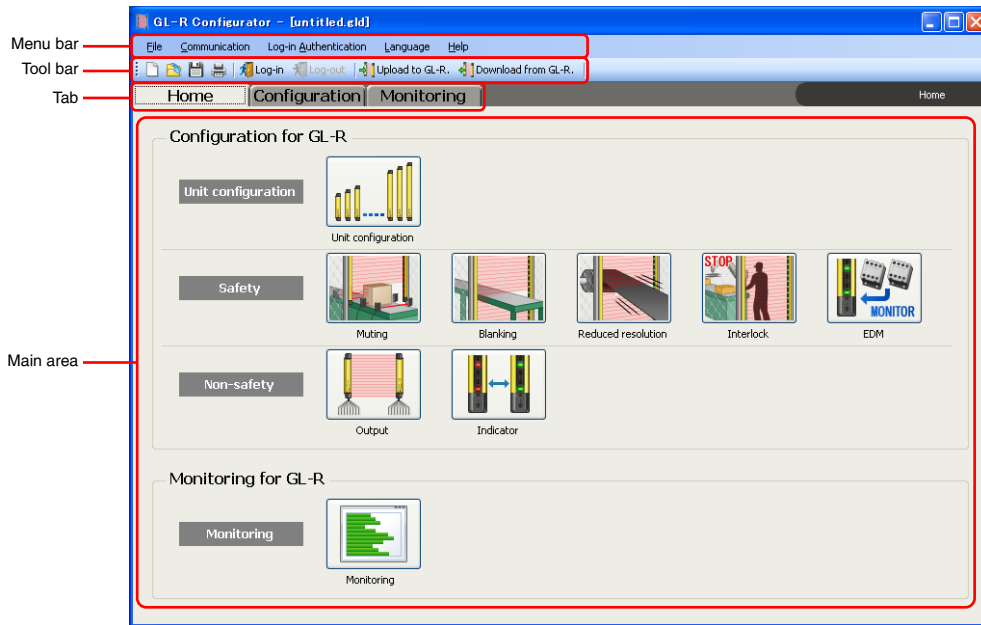 GL-R Configurator - [untitled.gld]
Menu bar
File Communication Log-in Authentication Language Help
Tool bar
Log-in Log-out Upload to GL-R. Download from GL-R.
Tab
Home Configuration Monitoring Home
Configuration for GL-R
Unit configuration
Unit configuration
Safety
STOP
MONITOR
Muting Blanking Reduced resolution Interlock EDM
Main area
Non-safety
Output Indicator
Monitoring for GL-R
Monitoring
Monitoring